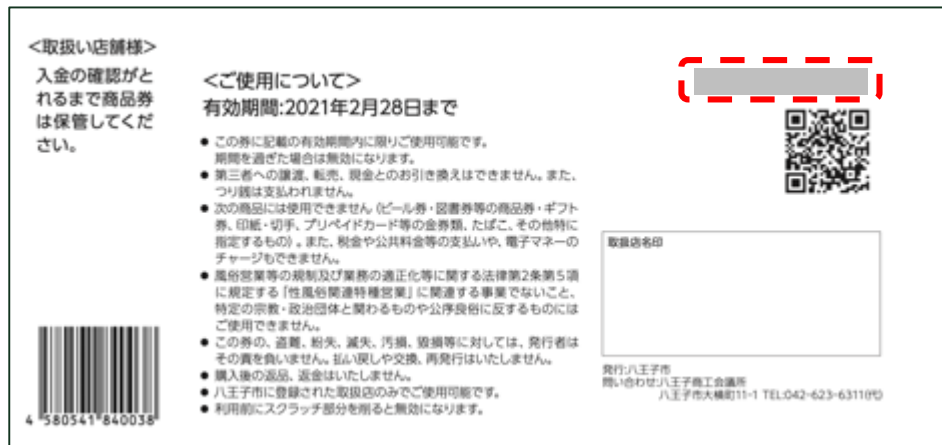 <取扱い店舗様>
入金の確認がと
れるまで商品券
は保管してくだ
さい。
<ご使用について>
有効期間:2021年2月28日まで
● この券に記載の有効期間内に限りご使用可能です。
期間を過ぎた場合は無効になります。
● 第三者への譲渡、転売、現金とのお引き換えはできません。また、
つり銭は支払われません。
● 次の商品には使用できません(ビール券・図書券等の商品券・ギフト
券、印紙・切手、プリペイドカード等の金券類、たばこ、その他特に
指定するもの)。また、税金や公共料金等の支払いや、電子マネーの
チャージもできません。
● 風俗営業等の規制及び業務の適正化等に関する法律第2条第5項
に規定する「性風俗関連特種営業」に関連する事業でないこと、
特定の宗教・政治団体と関わるものや公序良俗に反するものには
ご使用できません。
● この券の、盗難、紛失、滅失、汚損、毀損等に対しては、発行者は
その責を負いません。払い戻しや交換、再発行はいたしません。
● 購入後の返品、返金はいたしません。
● 八王子市に登録された取扱店のみでご使用可能です。
● 利用前にスクラッチ部分を削ると無効になります。
取扱店名印
発行:八王子市
問い合わせ:八王子商工会議所
八王子市大横町11-1 TEL:042-623-6311(代)
4 580541 840038